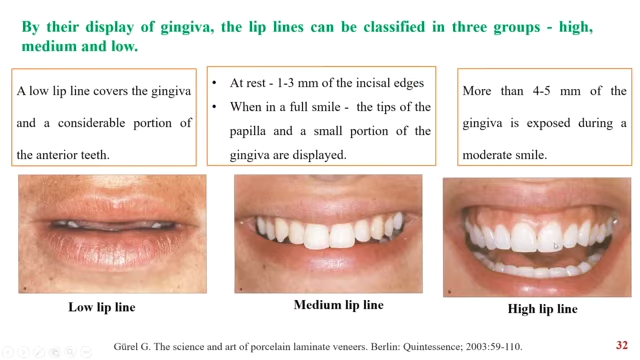 By their display of gingiva, the lip lines can be classified in three groups - high,
medium and low.
A low lip line covers the gingiva
and a considerable portion of
the anterior teeth.
• At rest - 1-3 mm of the incisal edges
• When in a full smile - the tips of the
papilla and a small portion of the
gingiva are displayed.
More than 4-5 mm of the
gingiva is exposed during a
moderate smile.
Low lip line
Medium lip line
High lip line
Gürel G. The science and art of porcelain laminate veneers. Berlin: Quintessence; 2003:59-110.
32